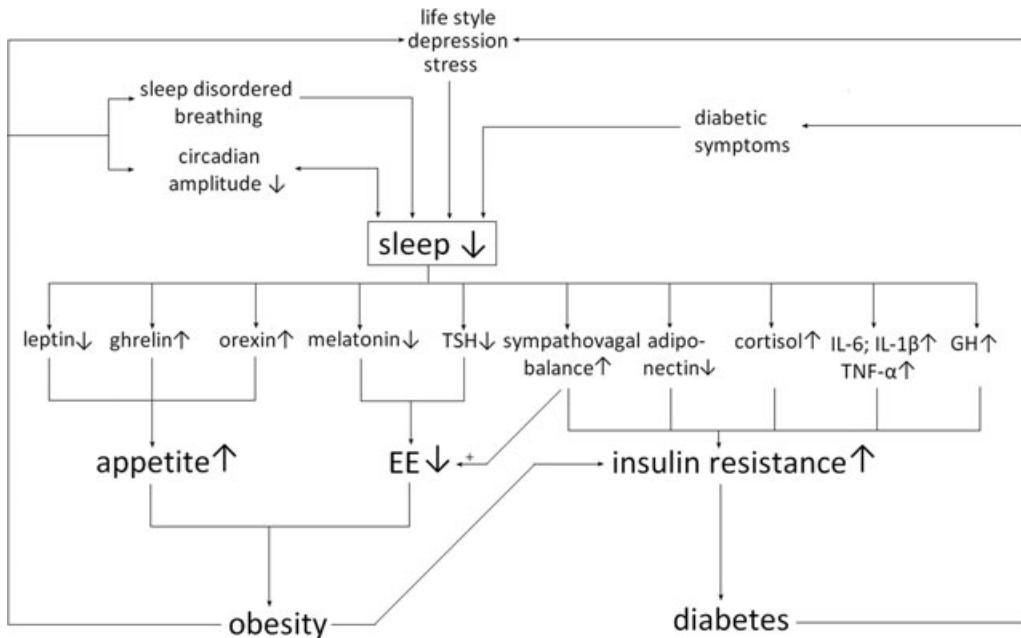 life style
depression
stress
sleep disordered
breathing
diabetic
symptoms
circadian
amplitude ↓
sleep ↓
leptin↓ ghrelin↑ orexin↑ melatonin↓ TSH↓ sympathovagal adipo- cortisol↑ IL-6; IL-1β↑ GH↑
balance↑ nectin↓ TNF-α↑
appetite↑ EE↓ + insulin resistance↑
obesity diabetes